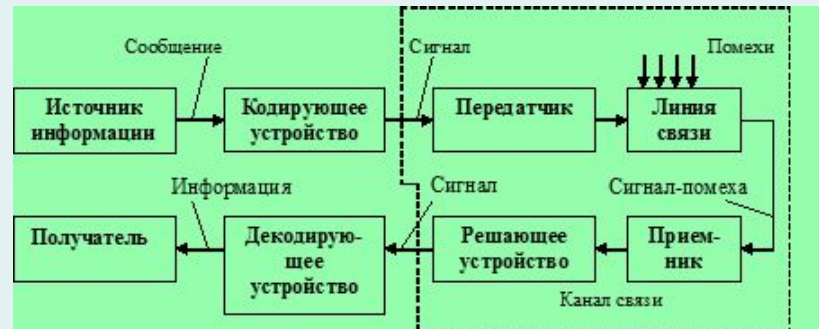 Сообщение
Сигнал
Помехи
Источник
информации
Кодирующее
устройство
Передатчик
Линия
связи
Информация
Сигнал
Сигнал-помеха
Получатель
Декодирую-
щее
устройство
Решающее
устройство
Прием-
ник
Канал связи